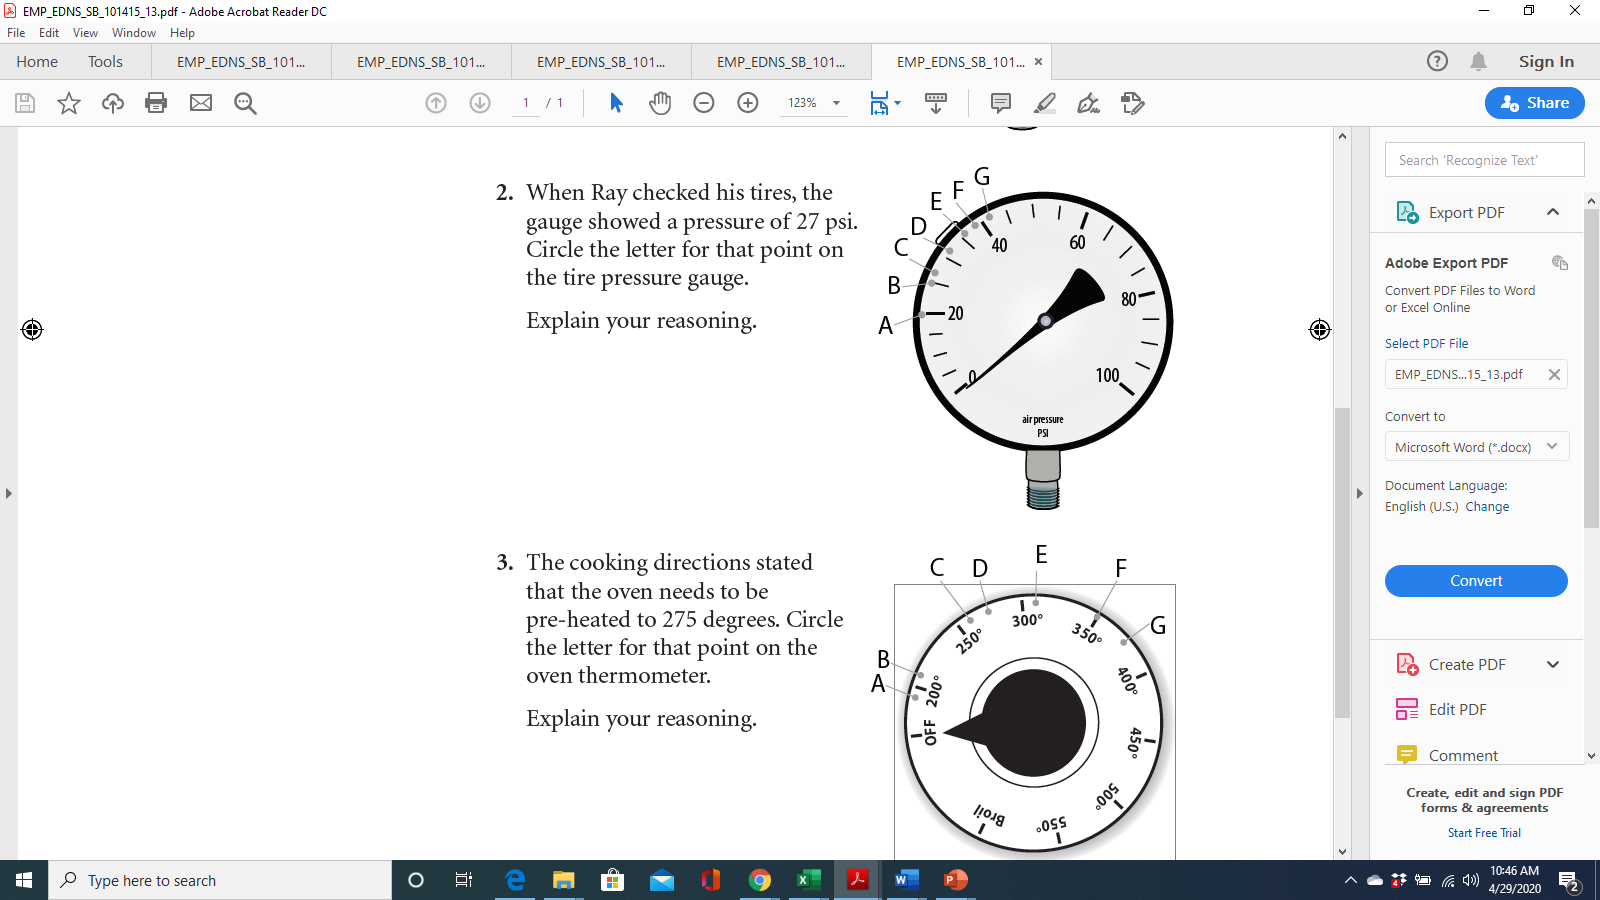 EMP_EDNS_SB_101415_13.pdf - Adobe Acrobat Reader DC
File Edit View Window Help
Home Tools EMP_EDNS_SB_101... EMP_EDNS_SB_101... EMP_EDNS_SB_101... EMP_EDNS_SB_101... EMP_EDNS_SB_101... × Sign In
1 / 1 123% Share
2. When Ray checked his tires, the
gauge showed a pressure of 27 psi.
Circle the letter for that point on
the tire pressure gauge.
Explain your reasoning.
A
B
C
D
E
F
G
0
20
40
60
80
100
air pressure
PSI
3. The cooking directions stated
that the oven needs to be
pre-heated to 275 degrees. Circle
the letter for that point on the
oven thermometer.
Explain your reasoning.
A
B
C
D
E
F
G
OFF
200°
250°
300°
350°
400°
450°
500°
550°
Broil
Search 'Recognize Text'
Export PDF
Adobe Export PDF
Convert PDF Files to Word
or Excel Online
Select PDF File
EMP_EDNS...15_13.pdf
Convert to
Microsoft Word (*.docx)
Document Language:
English (U.S.) Change
Convert
Create PDF
Edit PDF
Comment
Create, edit and sign PDF
forms & agreements
Start Free Trial
Type here to search
4
10:46 AM
4/29/2020
2